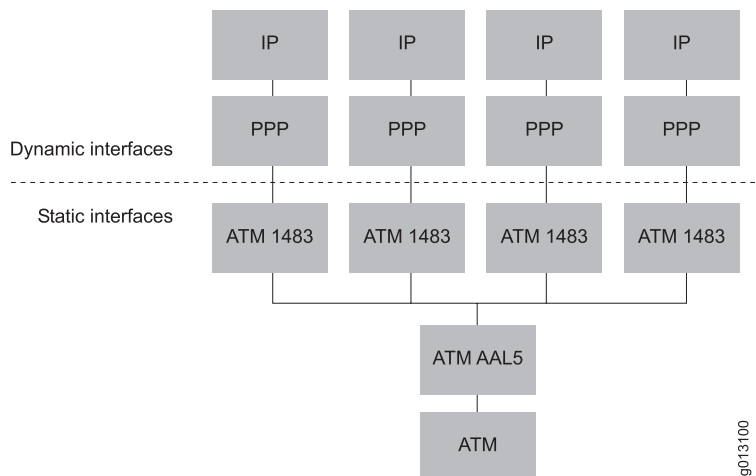 IP IP IP IP
PPP PPP PPP PPP
Dynamic interfaces
Static interfaces
ATM 1483 ATM 1483 ATM 1483 ATM 1483
ATM AAL5
ATM
g013100